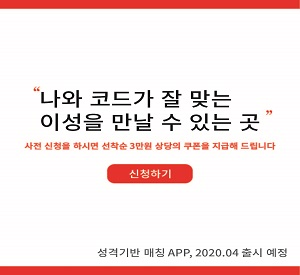 “나와 코드가 잘 맞는
이성을 만날 수 있는 곳”
사전 신청을 하시면 선착순 3만원 상당의 쿠폰을 지급해 드립니다
신청하기
성격기반 매칭 APP, 2020.04 출시 예정